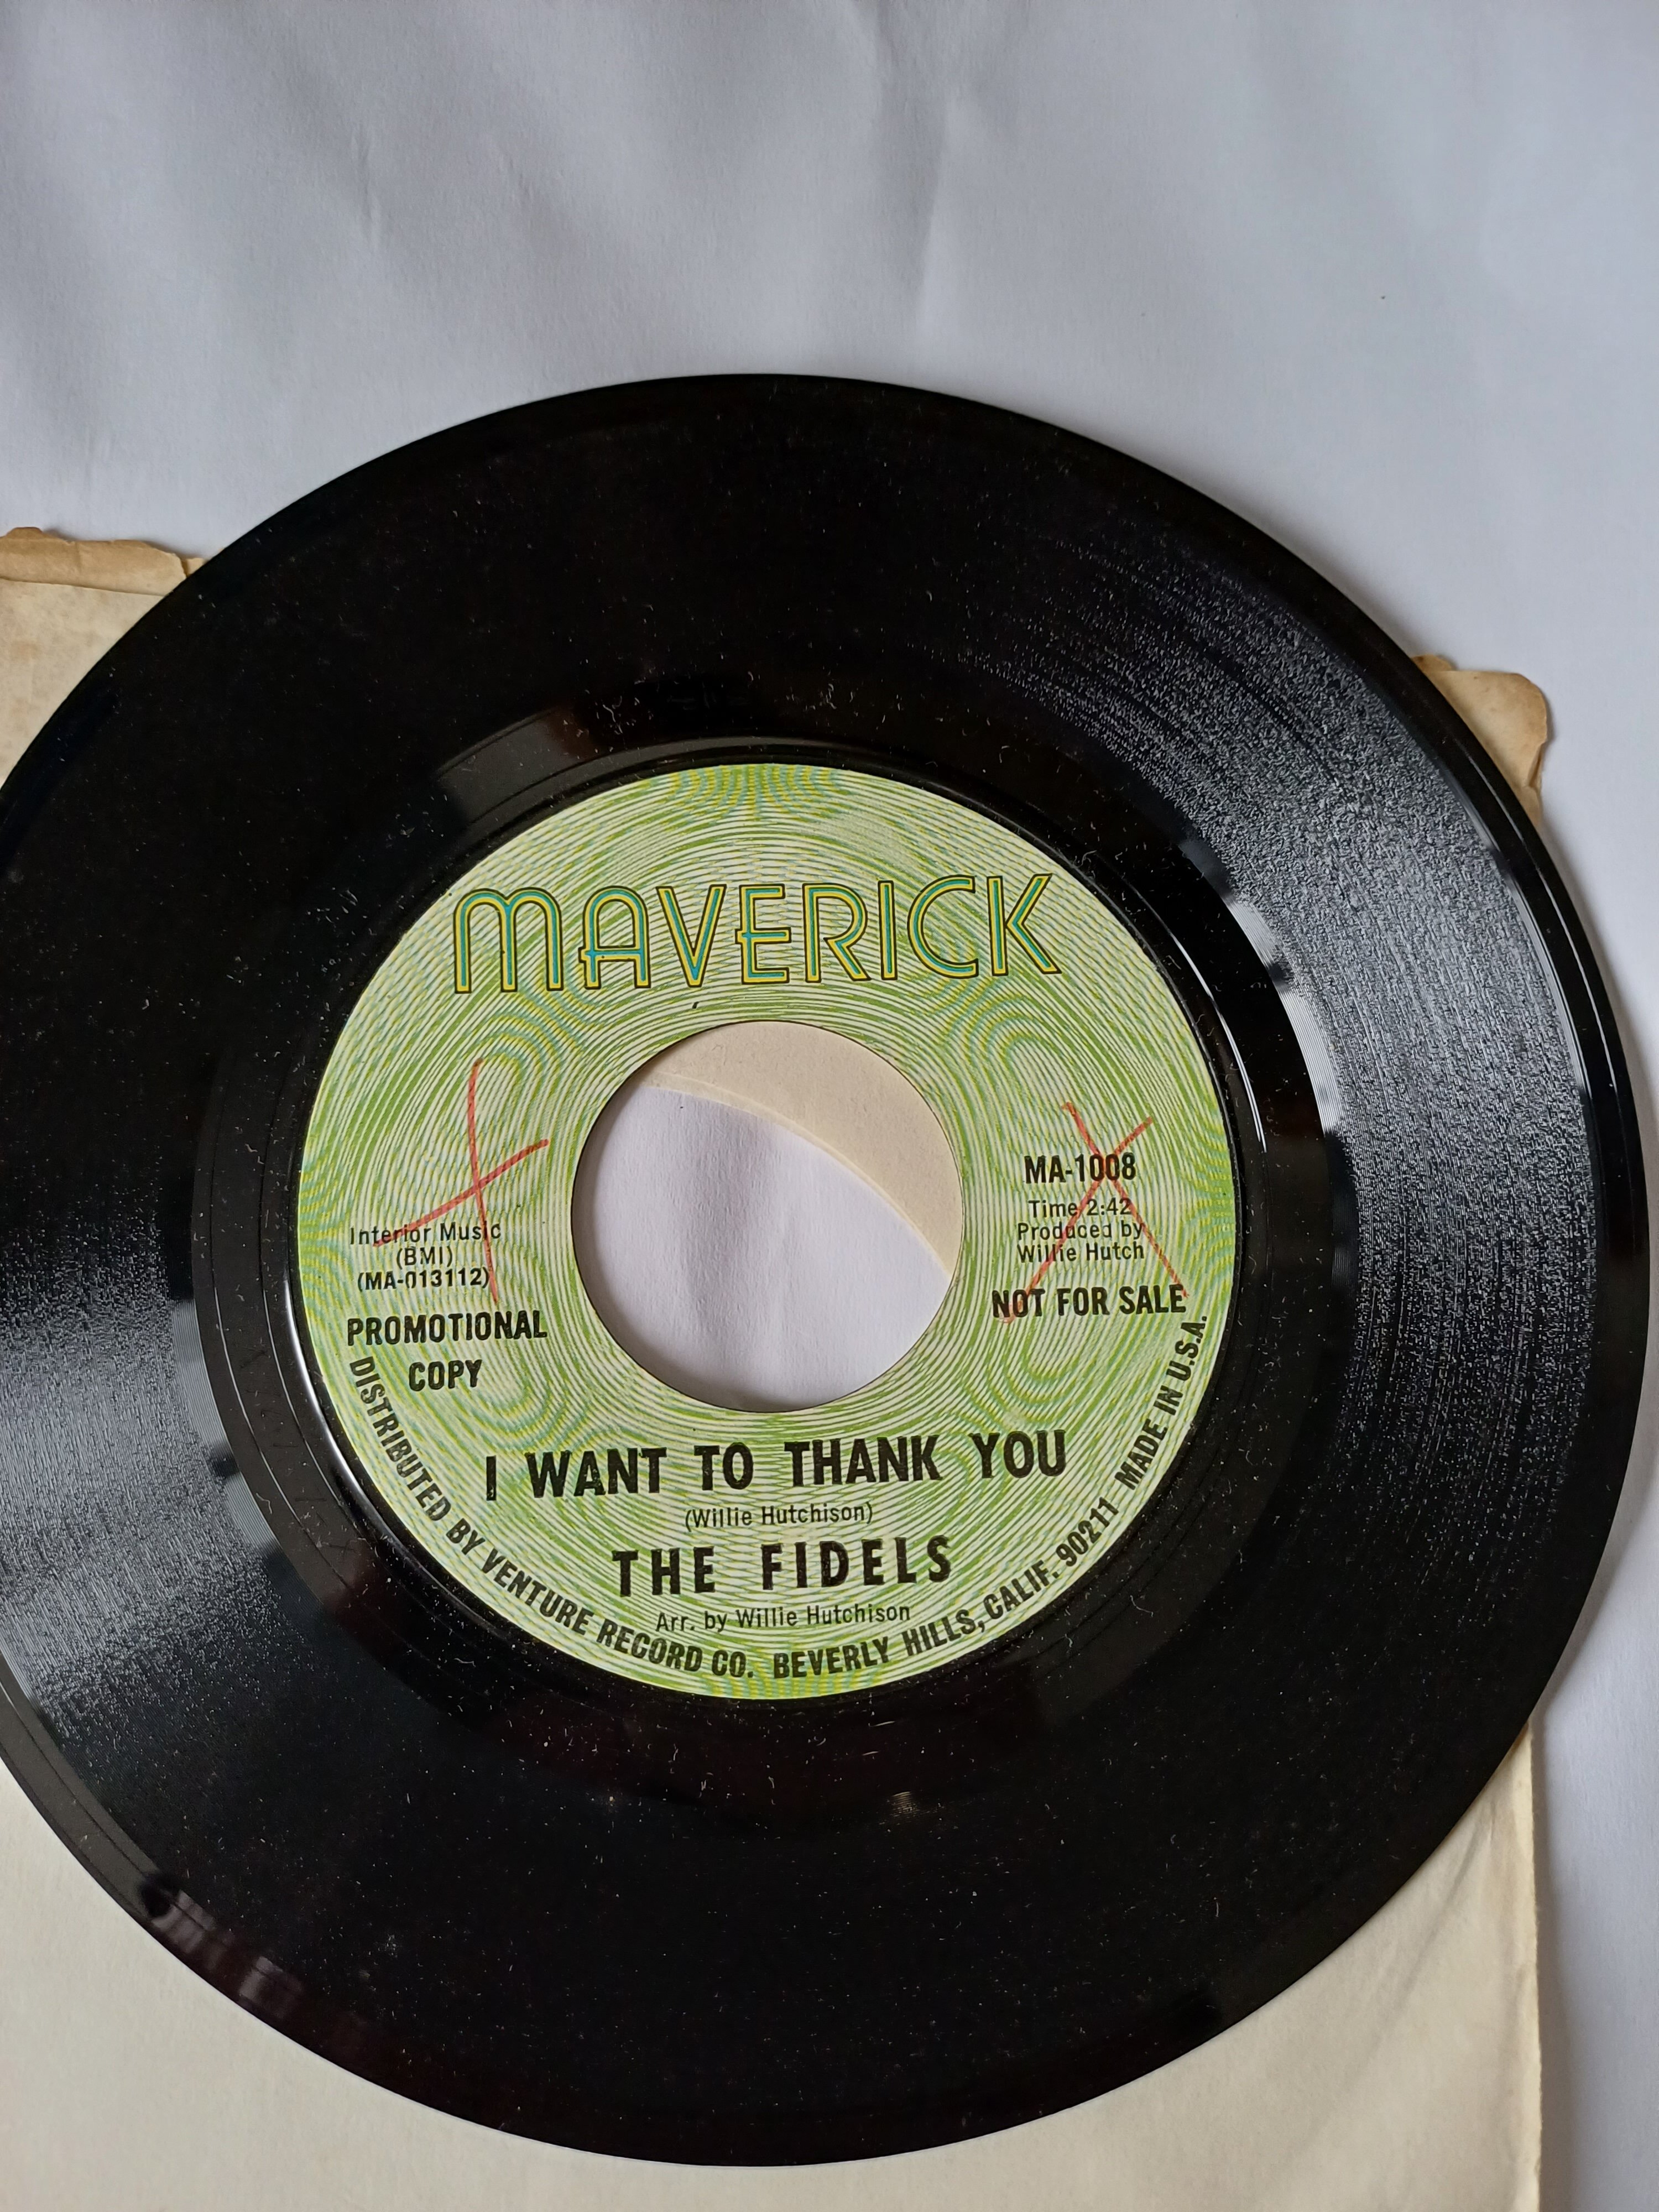 MAVERICK
Interior Music
(BMI)
(MA-013112)
PROMOTIONAL
COPY
MA-1008
Time 2:42
Produced by
Willie Hutch
NOT FOR SALE
I WANT TO THANK YOU
(Willie Hutchison)
THE FIDELS
Arr. by Willie Hutchison
DISTRIBUTED BY VENTURE RECORD CO. BEVERLY HILLS, CALIF. 90211 MADE IN U.S.A.